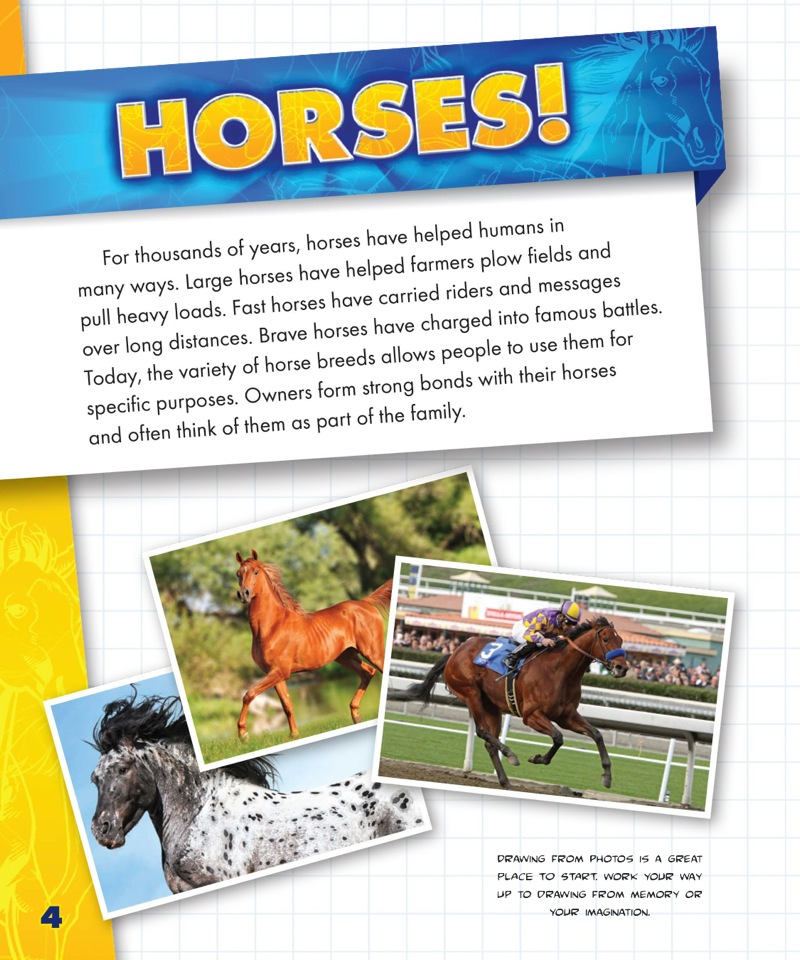 HORSES!
For thousands of years, horses have helped humans in
many ways. Large horses have helped farmers plow fields and
pull heavy loads. Fast horses have carried riders and messages
over long distances. Brave horses have charged into famous battles.
Today, the variety of horse breeds allows people to use them for
specific purposes. Owners form strong bonds with their horses
and often think of them as part of the family.
3
DRAWING FROM PHOTOS IS A GREAT
PLACE TO START. WORK YOUR WAY
UP TO DRAWING FROM MEMORY OR
YOUR IMAGINATION.
4